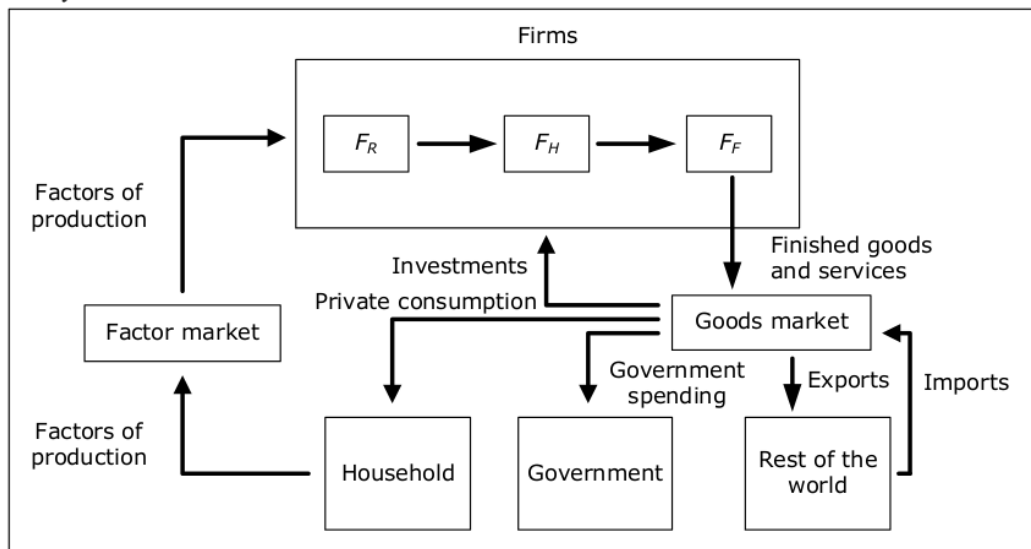 Firms
F_R
F_H
F_F
Factors of
production
Finished goods
and services
Investments
Private consumption
Factor market
Goods market
Government
spending
Exports
Imports
Factors of
production
Household
Government
Rest of the
world